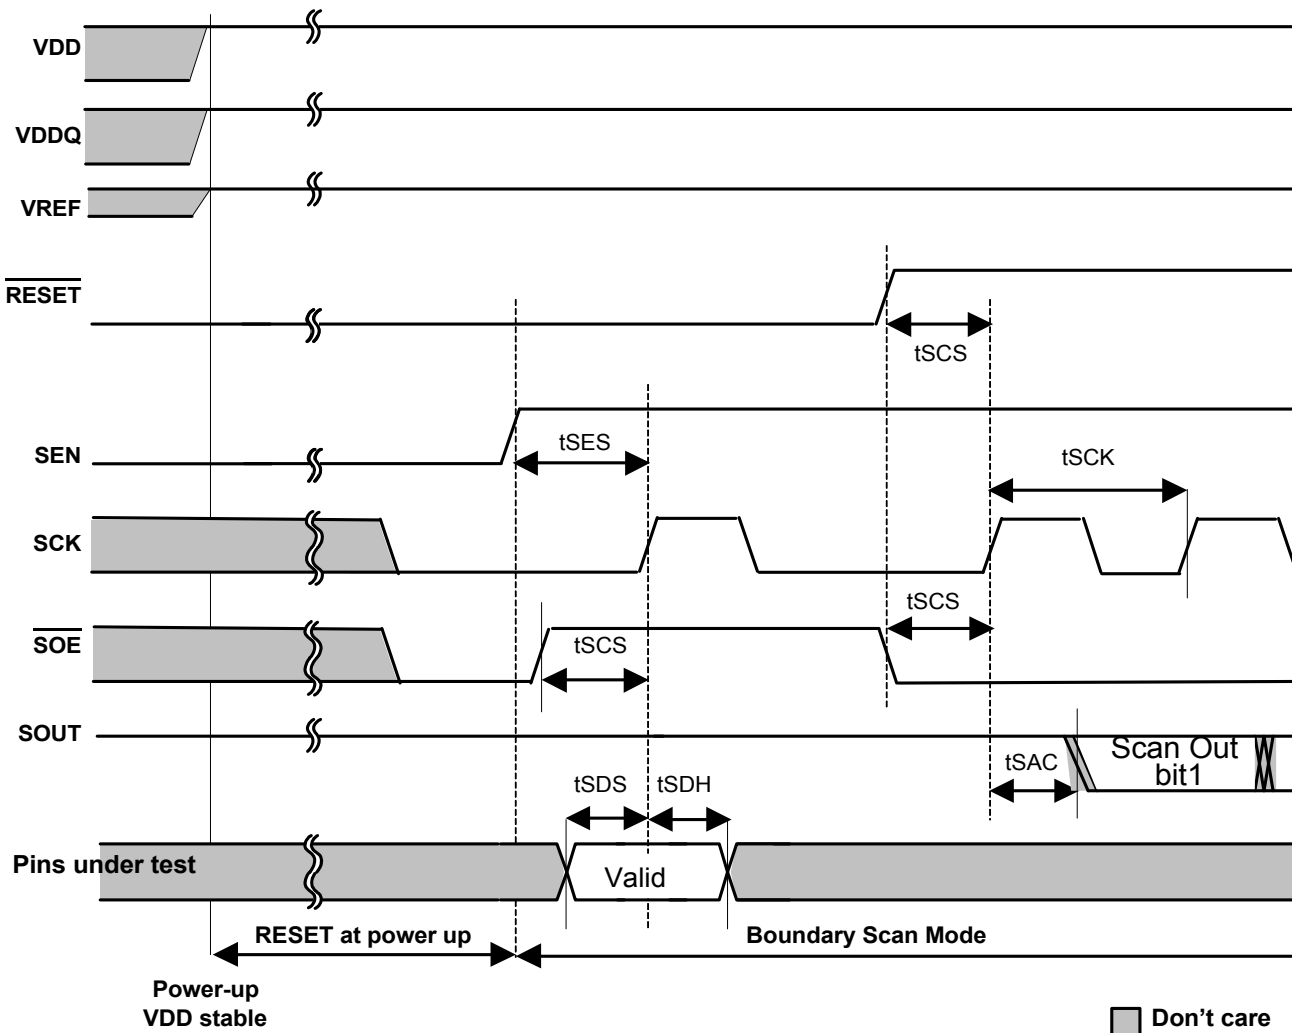 VDD
VDDQ
VREF
RESET
tSCS
SEN
tSES
tSCK
SCK
SOE
tSCS
tSCS
SOUT
tSAC
Scan Out
bit1
tSDS
tSDH
Pins under test
Valid
RESET at power up
Boundary Scan Mode
Power-up
VDD stable
Don't care